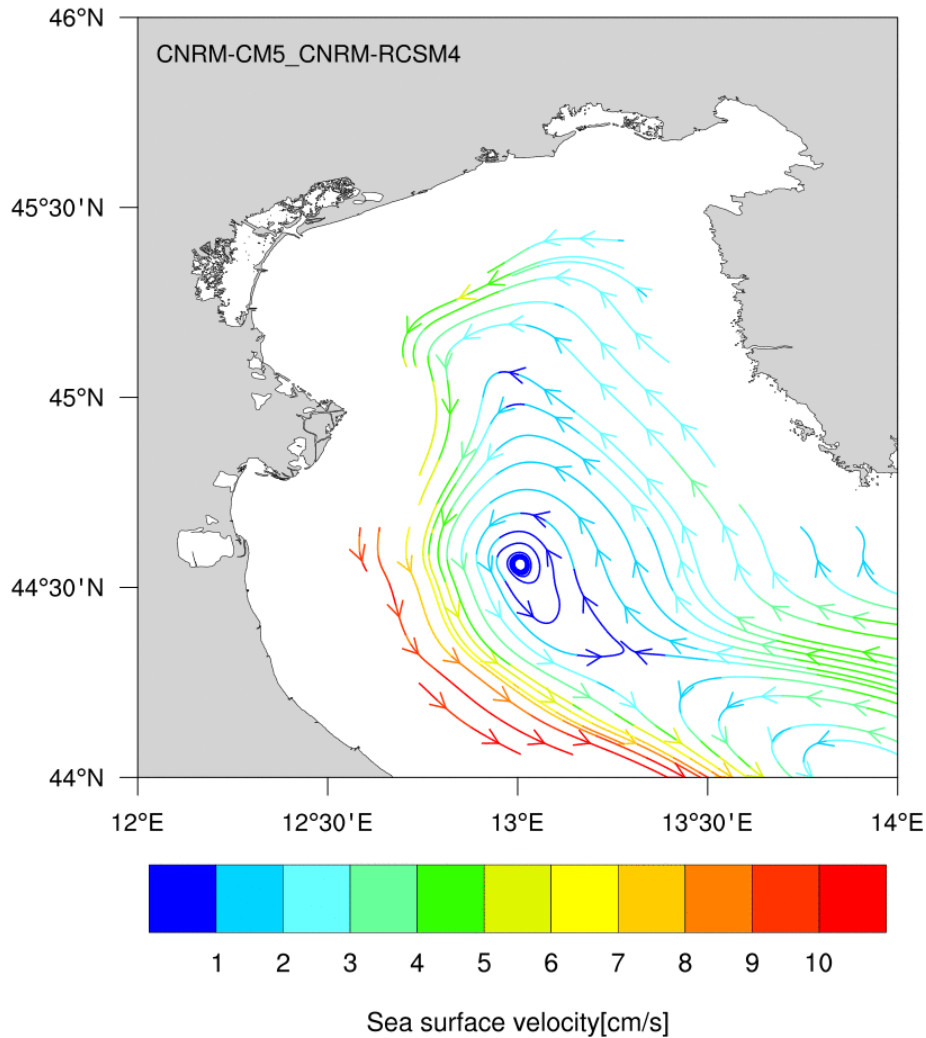 46°N
CNRM-CM5_CNRM-RCSM4
45°30'N
45°N
44°30'N
44°N
12°E 12°30'E 13°E 13°30'E 14°E
1 2 3 4 5 6 7 8 9 10
Sea surface velocity[cm/s]